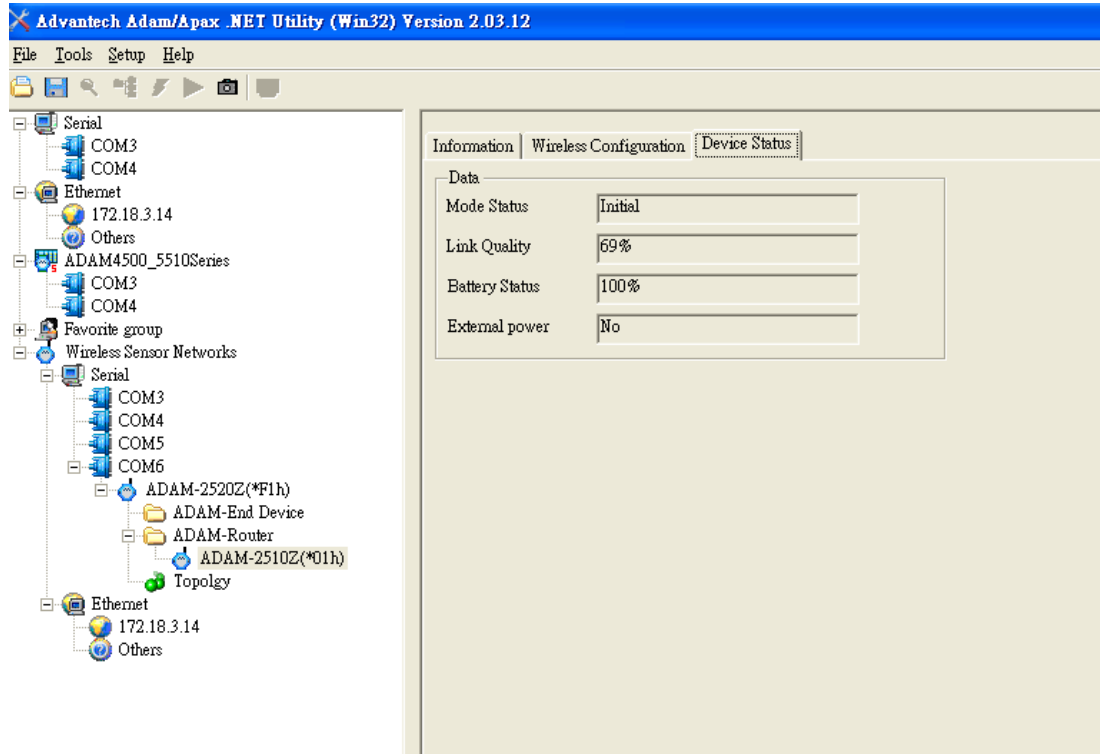 Advantech Adam/Apax .NET Utility (Win32) Version 2.03.12
File Tools Setup Help
Serial
COM3
COM4
Ethernet
172.18.3.14
Others
ADAM4500_5510Series
COM3
COM4
Favorite group
Wireless Sensor Networks
Serial
COM3
COM4
COM5
COM6
ADAM-2520Z(*F1h)
ADAM-End Device
ADAM-Router
ADAM-2510Z(*01h)
Topolgy
Ethernet
172.18.3.14
Others
Information Wireless Configuration Device Status
Data
Mode Status Initial
Link Quality 69%
Battery Status 100%
External power No